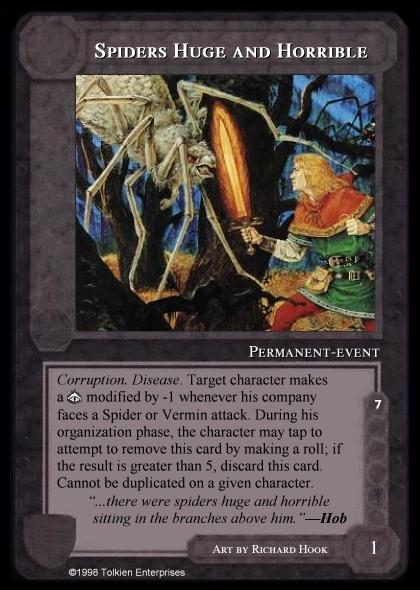 Spiders Huge and Horrible
Permanent-event
Corruption. Disease. Target character makes
a modified by -1 whenever his company
faces a Spider or Vermin attack. During his
organization phase, the character may tap to
attempt to remove this card by making a roll; if
the result is greater than 5, discard this card.
Cannot be duplicated on a given character.
“...there were spiders huge and horrible
sitting in the branches above him.”—Hob
7
Art by Richard Hook
1
©1998 Tolkien Enterprises